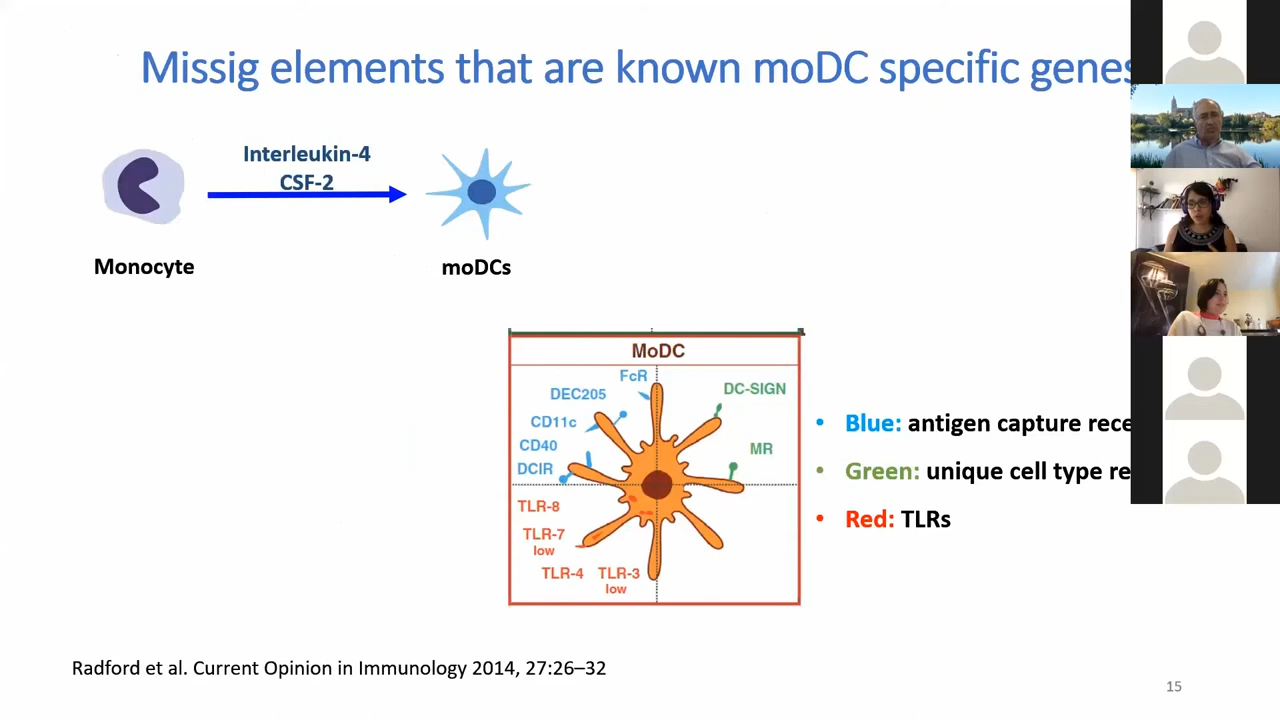 Missig elements that are known moDC specific genes
Interleukin-4
CSF-2
Monocyte
moDCs
MoDC
FcR
DEC205
DC-SIGN
CD11c
CD40
MR
DCIR
TLR-8
TLR-7
low
TLR-4 TLR-3
low
• Blue: antigen capture rece
• Green: unique cell type re
• Red: TLRs
Radford et al. Current Opinion in Immunology 2014, 27:26–32
15